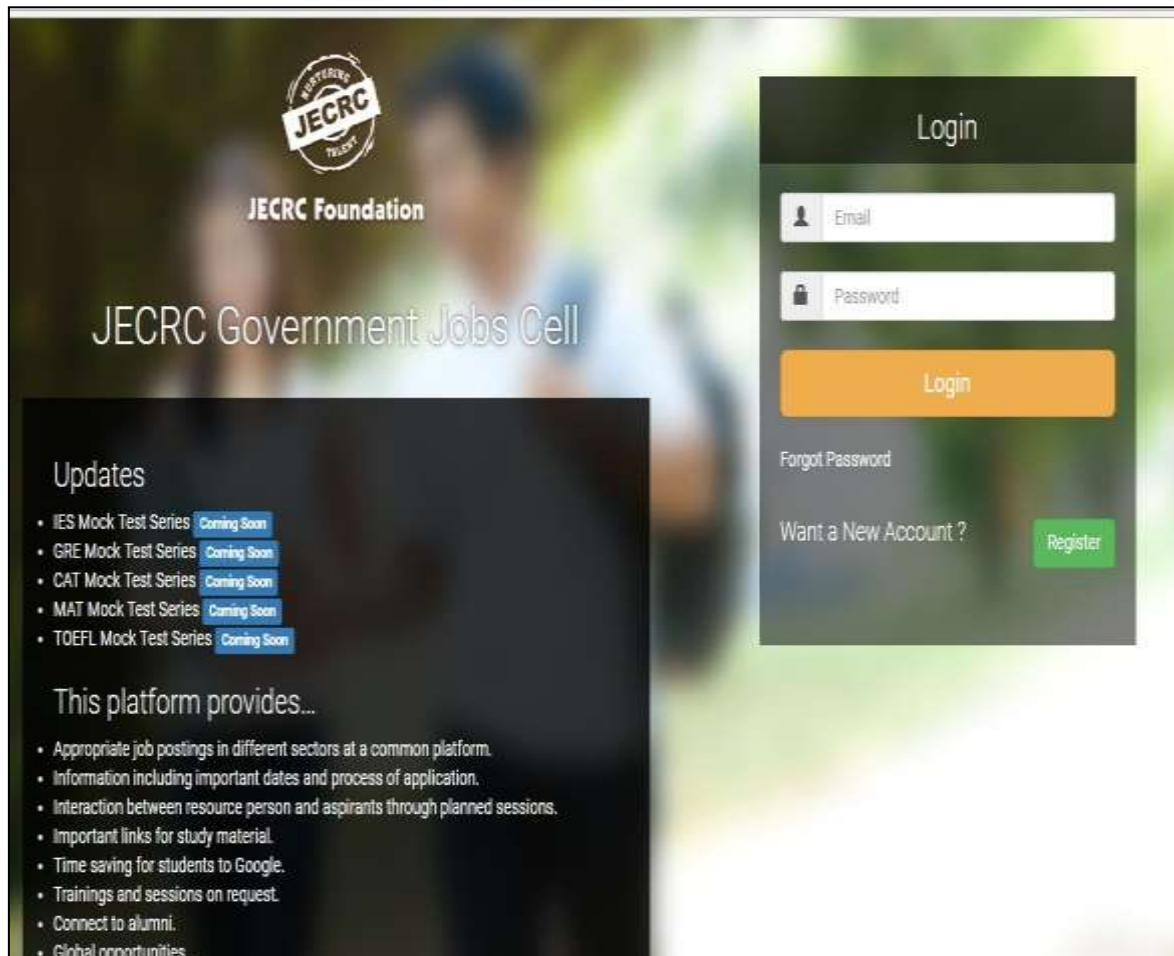 NURTURING
JECRC
TALENT
JECRC Foundation
JECRC Government Jobs Cell
Updates
• IES Mock Test Series Coming Soon
• GRE Mock Test Series Coming Soon
• CAT Mock Test Series Coming Soon
• MAT Mock Test Series Coming Soon
• TOEFL Mock Test Series Coming Soon
This platform provides...
• Appropriate job postings in different sectors at a common platform.
• Information including important dates and process of application.
• Interaction between resource person and aspirants through planned sessions.
• Important links for study material.
• Time saving for students to Google.
• Trainings and sessions on request.
• Connect to alumni.
• Global opportunities
Login
Email
Password
Login
Forgot Password
Want a New Account ?
Register